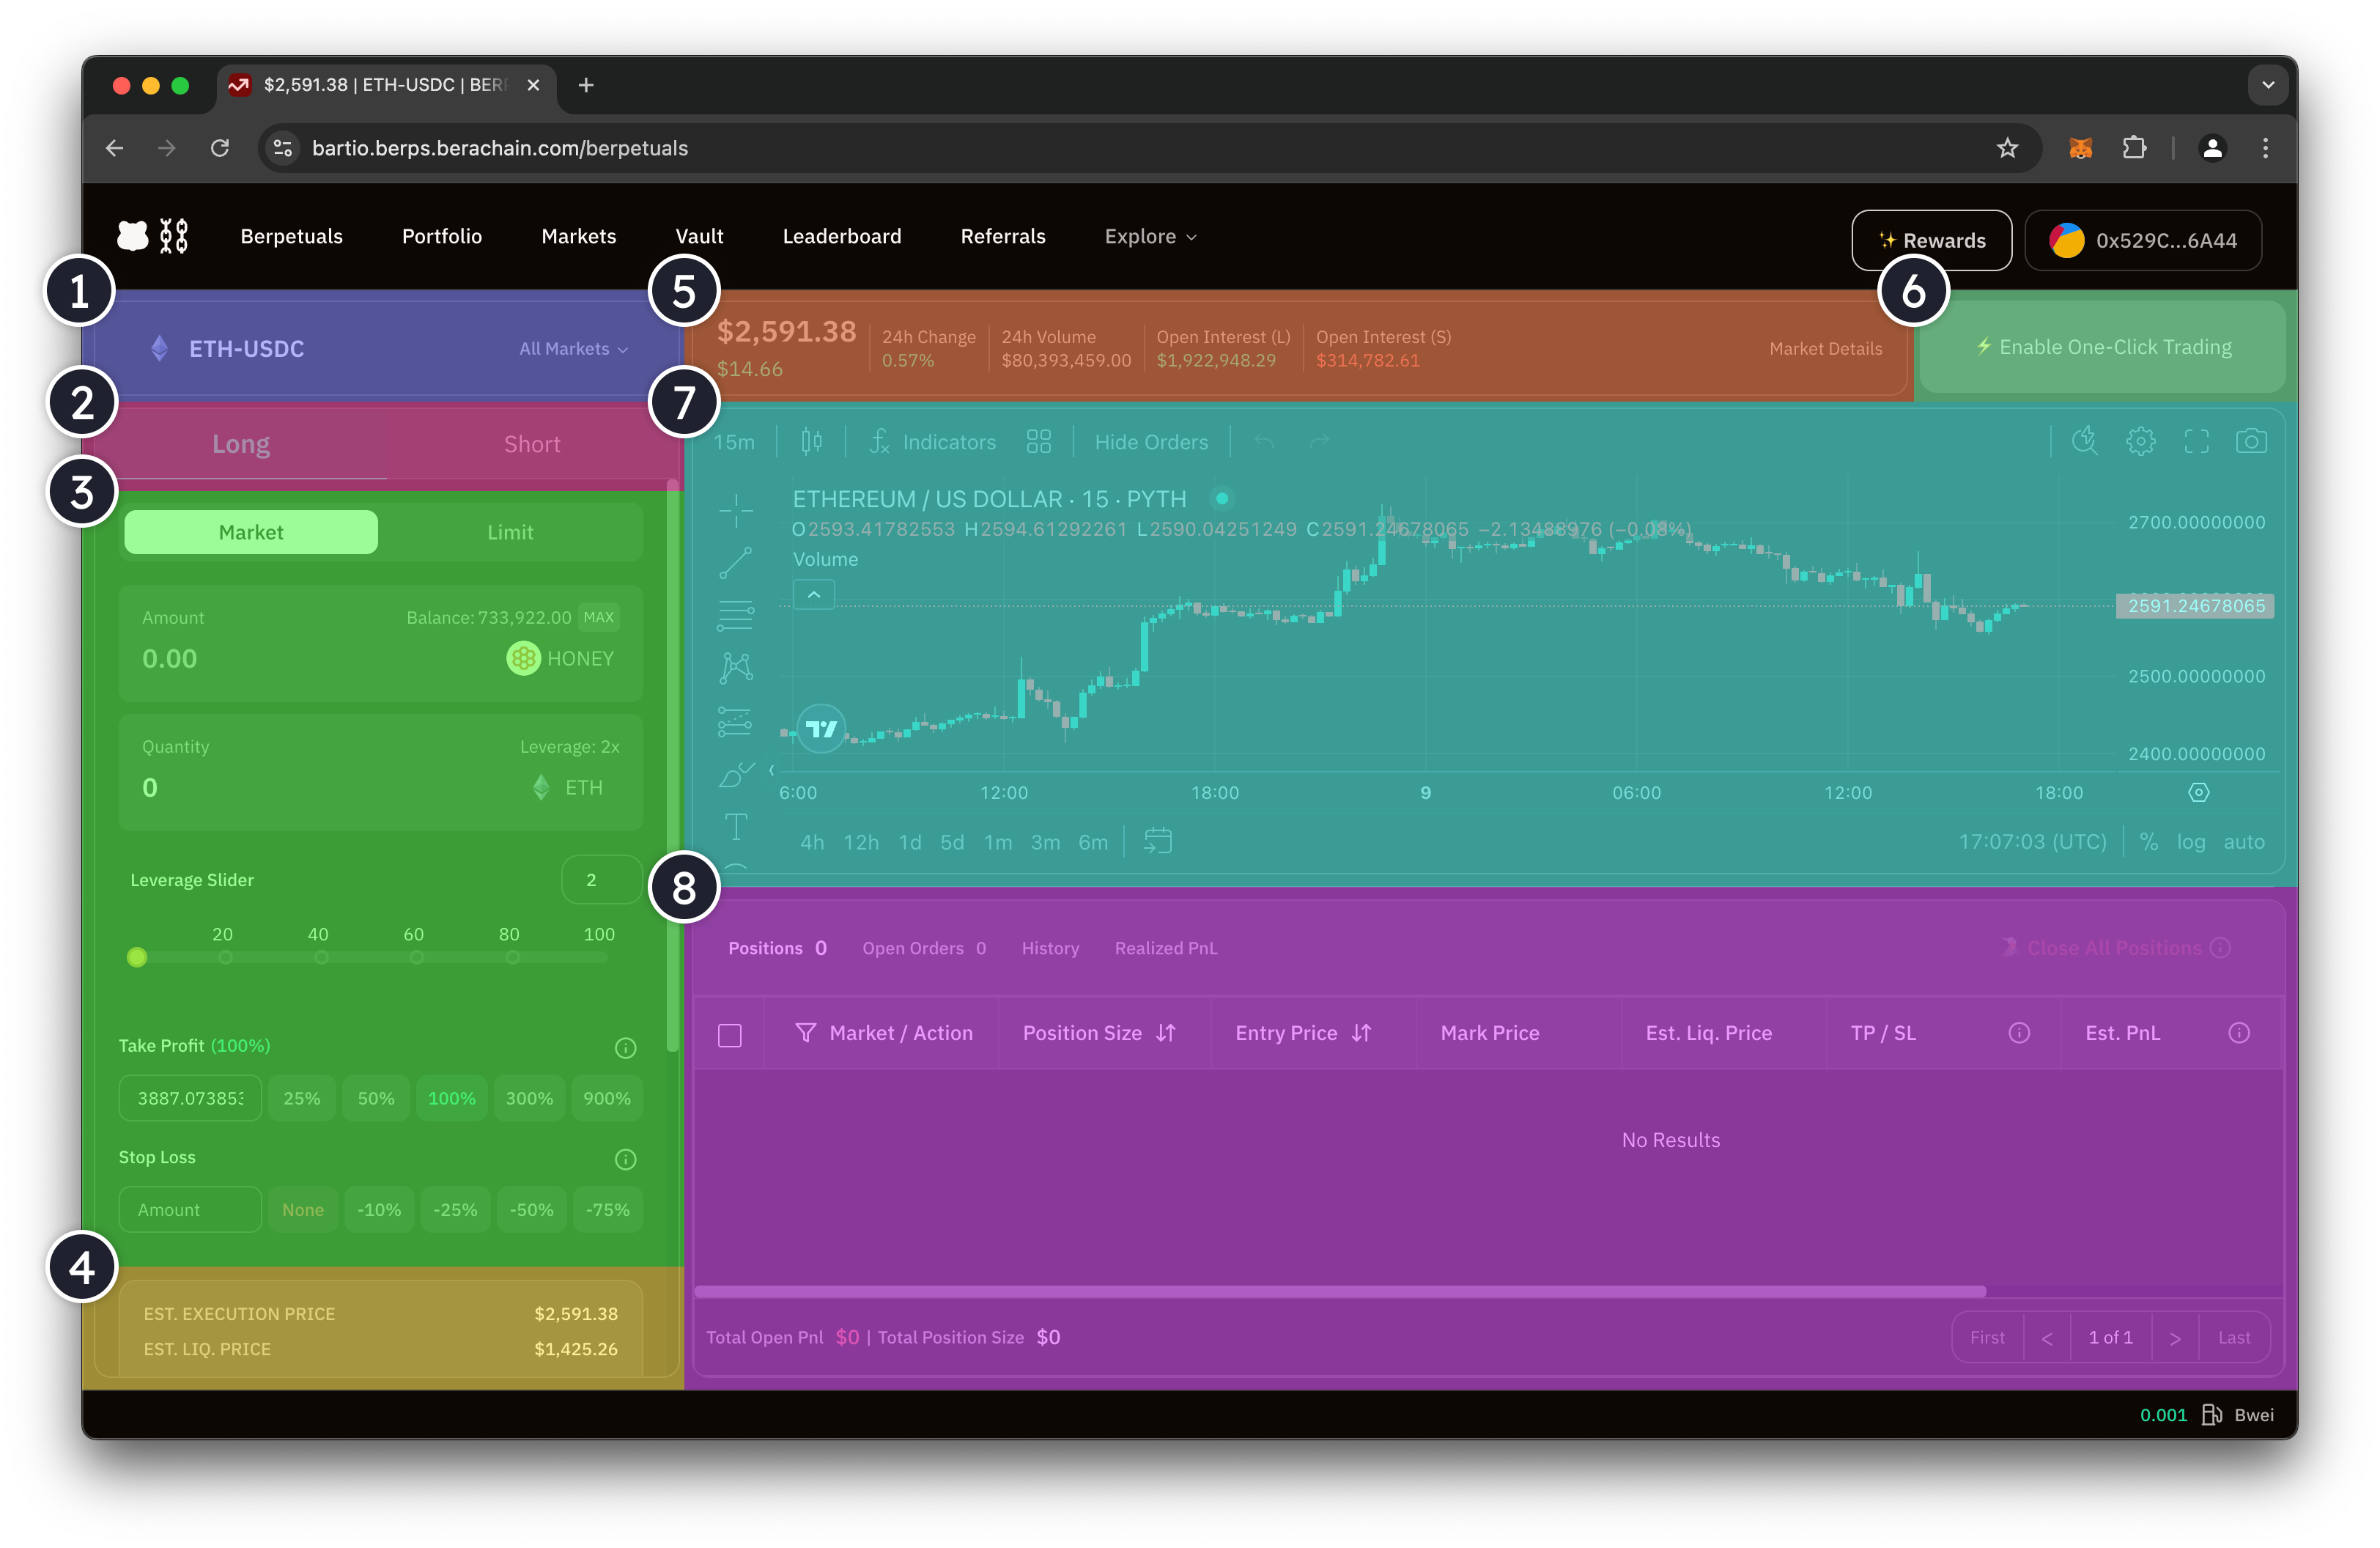 $2,591.38 | ETH-USDC | BER
bartio.berps.berachain.com/berpetuals
Berpetuals Portfolio Markets Vault Leaderboard Referrals Explore
✨ Rewards 0x529C...6A44
1
5
6
ETH-USDC All Markets
$2,591.38
$14.66
24h Change
0.57%
24h Volume
$80,393,459.00
Open Interest (L)
$1,922,948.29
Open Interest (S)
$314,782.61
Market Details
⚡ Enable One-Click Trading
2
Long Short
3
Market Limit
Amount Balance: 733,922.00 MAX
0.00 HONEY
Quantity Leverage: 2x
0 ETH
Leverage Slider 2
20 40 60 80 100
Take Profit (100%)
3887.073853 25% 50% 100% 300% 900%
Stop Loss
Amount None -10% -25% -50% -75%
4
EST. EXECUTION PRICE $2,591.38
EST. LIQ. PRICE $1,425.26
7
15m Indicators Hide Orders
ETHEREUM / US DOLLAR · 15 · PYTH
O2593.41782553 H2594.61292261 L2590.04251249 C2591.24678065 −2.13488976 (−0.08%)
Volume
2700.00000000
2591.24678065
2500.00000000
2400.00000000
6:00 12:00 18:00 9 06:00 12:00 18:00
4h 12h 1d 5d 1m 3m 6m 17:07:03 (UTC) % log auto
8
Positions 0 Open Orders 0 History Realized PnL Close All Positions
Market / Action Position Size Entry Price Mark Price Est. Liq. Price TP / SL Est. PnL
No Results
Total Open Pnl $0 | Total Position Size $0 First < 1 of 1 > Last
0.001 Bwei